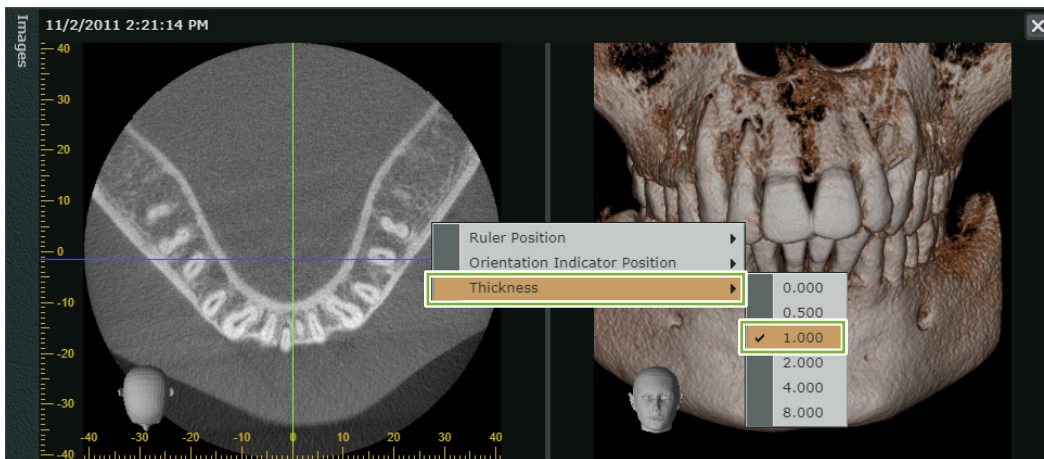 Images
11/2/2011 2:21:14 PM
40
30
20
10
0
-10
-20
-30
-40
-40 -30 -20 -10 0 10 20 30 40
Ruler Position
Orientation Indicator Position
Thickness
0.000
0.500
1.000
2.000
4.000
8.000